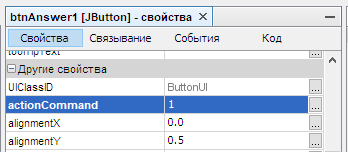 btnAnswer1 [JButton] - свойства
Свойства Связывание События Код
toolTipText
Другие свойства
UIClassID ButtonUI ...
actionCommand 1 ...
alignmentX 0.0 ...
alignmentY 0.5 ...